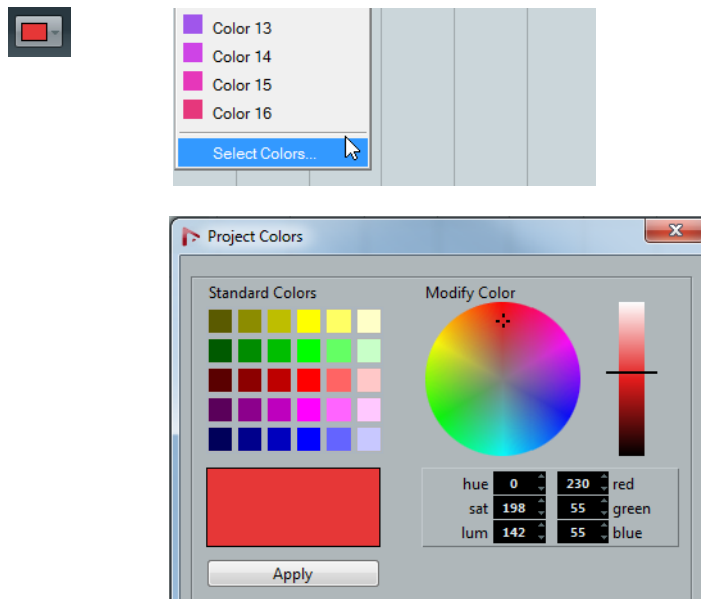 Color 13
Color 14
Color 15
Color 16
Select Colors...
Project Colors
Standard Colors
Modify Color
hue 0 230 red
sat 198 55 green
lum 142 55 blue
Apply